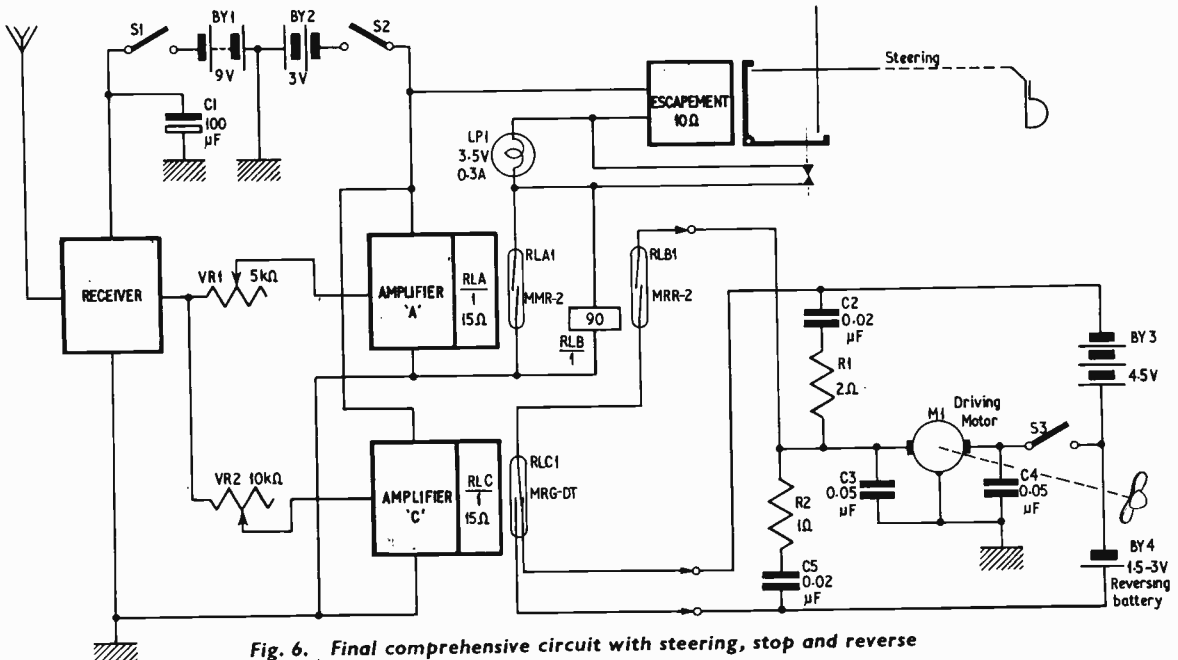 S1
BY1
9V
BY2
3V
S2
C1
100
µF
LP1
3.5V
0.3A
ESCAPEMENT
10Ω
Steering
RECEIVER
VR1
5kΩ
AMPLIFIER
'A'
RLA
1
15Ω
RLA1
MMR-2
90
RLB
1
RLB1
MRR-2
VR2 10kΩ
AMPLIFIER
'C'
RLC
1
15Ω
RLC1
MRG-DT
C2
0.02
µF
R1
2Ω
BY 3
4.5V
M1
Driving
Motor
S3
C3
0.05
µF
C4
0.05
µF
R2
1Ω
C5
0.02
µF
BY4
1.5-3V
Reversing
battery
Fig. 6. Final comprehensive circuit with steering, stop and reverse